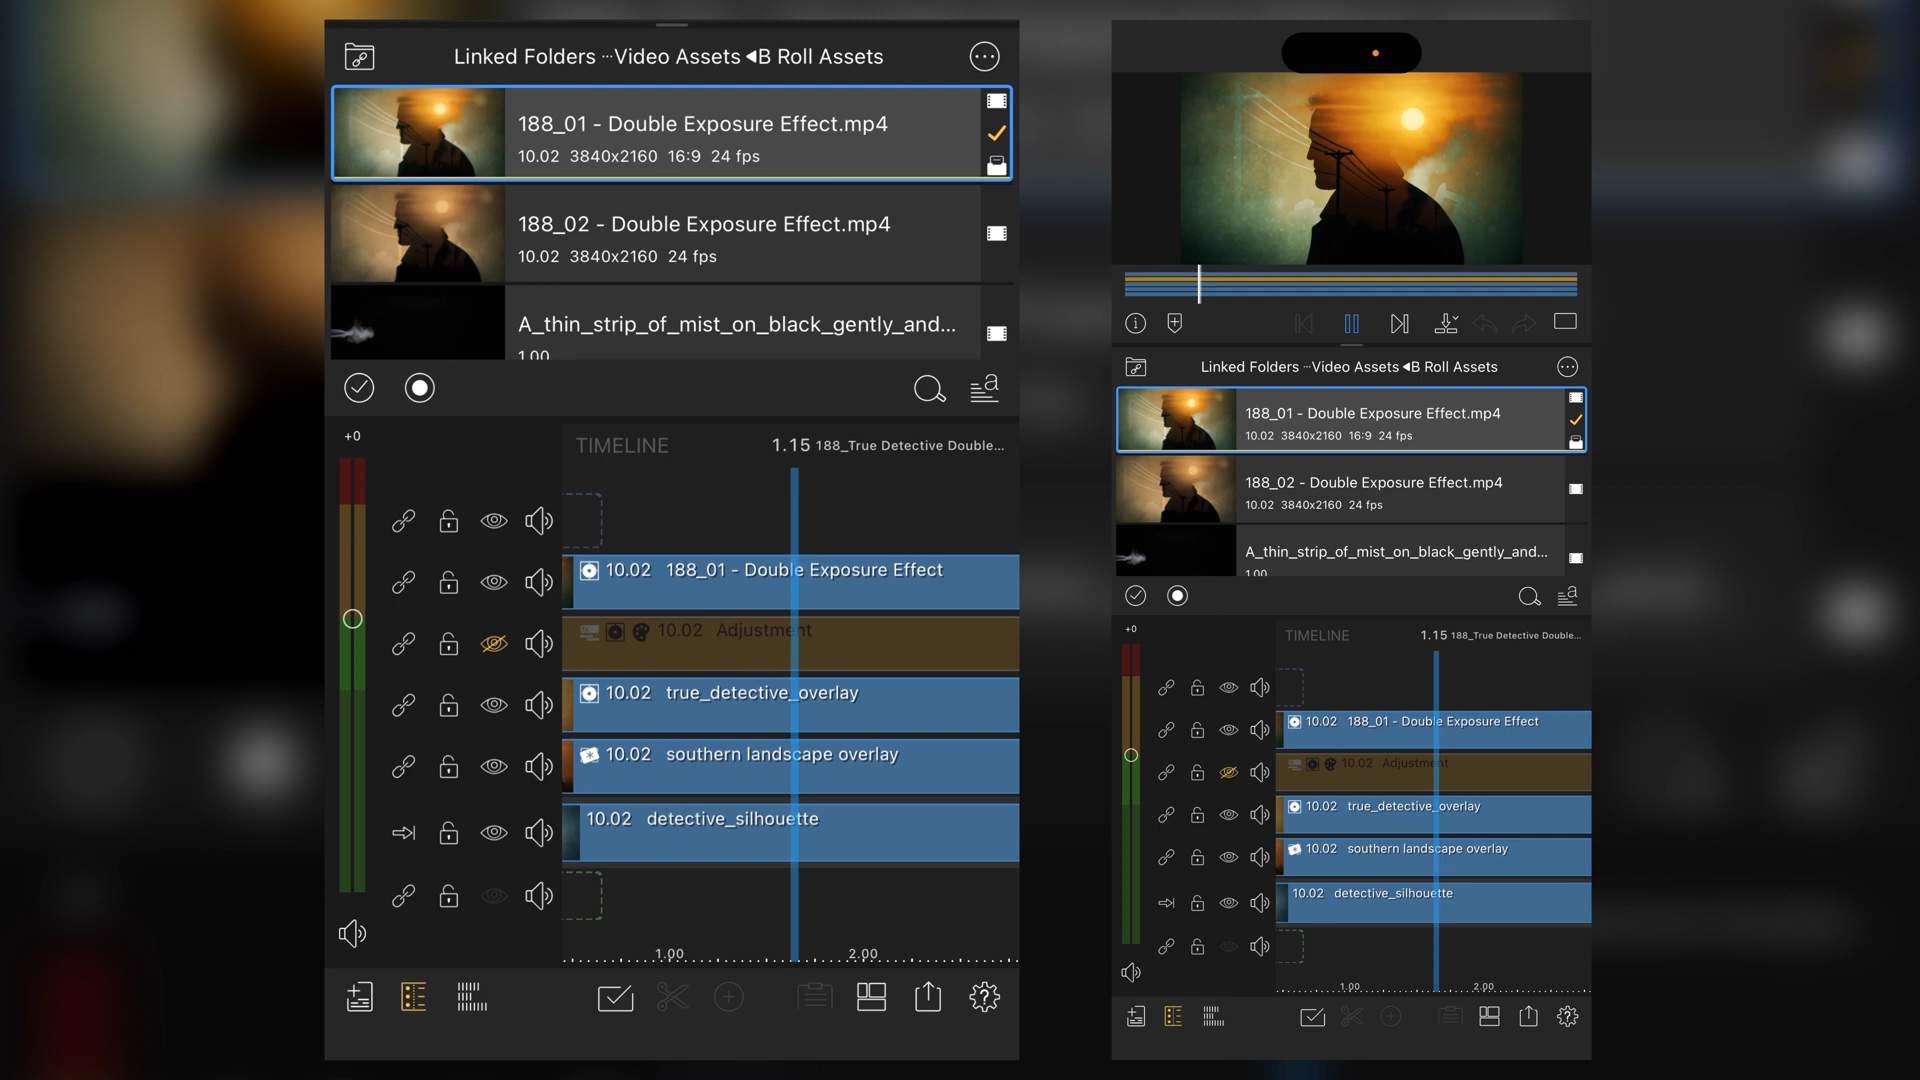 Linked Folders ···Video Assets ◀B Roll Assets
188_01 - Double Exposure Effect.mp4
10.02 3840x2160 16:9 24 fps
188_02 - Double Exposure Effect.mp4
10.02 3840x2160 24 fps
A_thin_strip_of_mist_on_black_gently_and...
1.00
+0
TIMELINE 1.15 188_True Detective Double...
10.02 188_01 - Double Exposure Effect
10.02 Adjustment
10.02 true_detective_overlay
10.02 southern landscape overlay
10.02 detective_silhouette
1.00 2.00
Linked Folders ···Video Assets ◀B Roll Assets
188_01 - Double Exposure Effect.mp4
10.02 3840x2160 16:9 24 fps
188_02 - Double Exposure Effect.mp4
10.02 3840x2160 24 fps
A_thin_strip_of_mist_on_black_gently_and...
1.00
+0
TIMELINE 1.15 188_True Detective Double...
10.02 188_01 - Double Exposure Effect
10.02 Adjustment
10.02 true_detective_overlay
10.02 southern landscape overlay
10.02 detective_silhouette
1.00 2.00